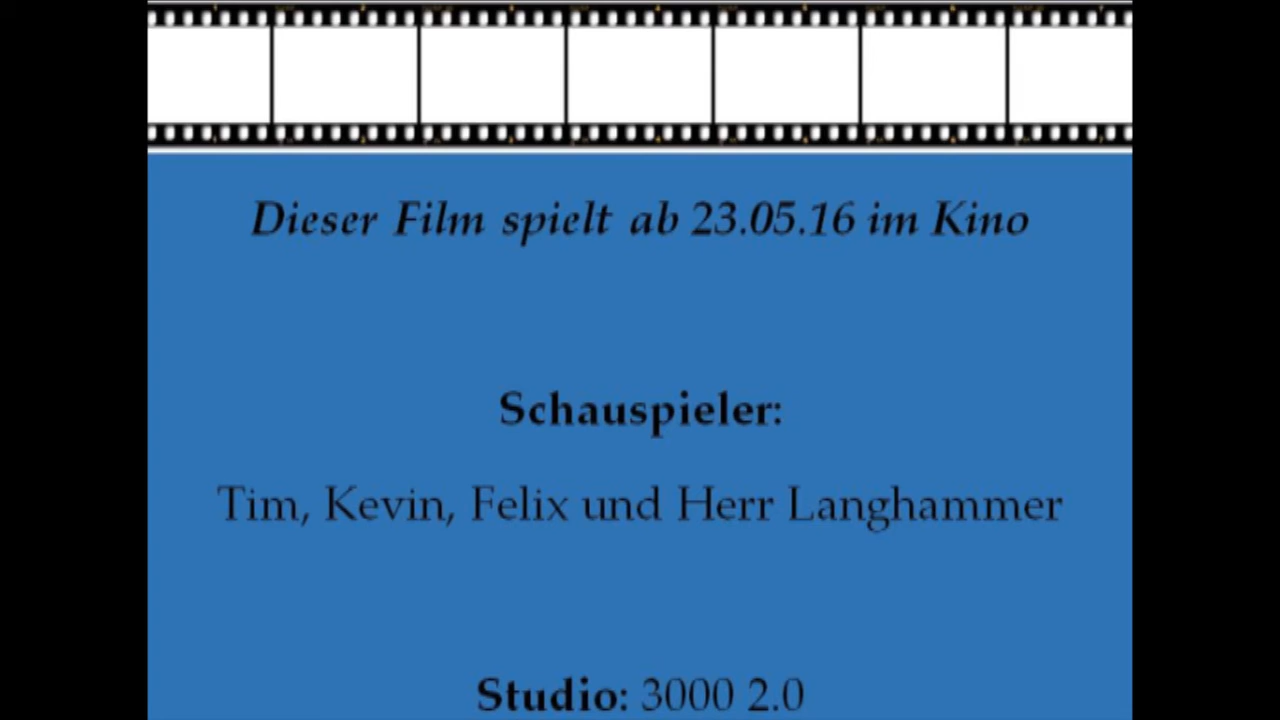 Dieser Film spielt ab 23.05.16 im Kino
Schauspieler:
Tim, Kevin, Felix und Herr Langhammer
Studio: 3000 2.0